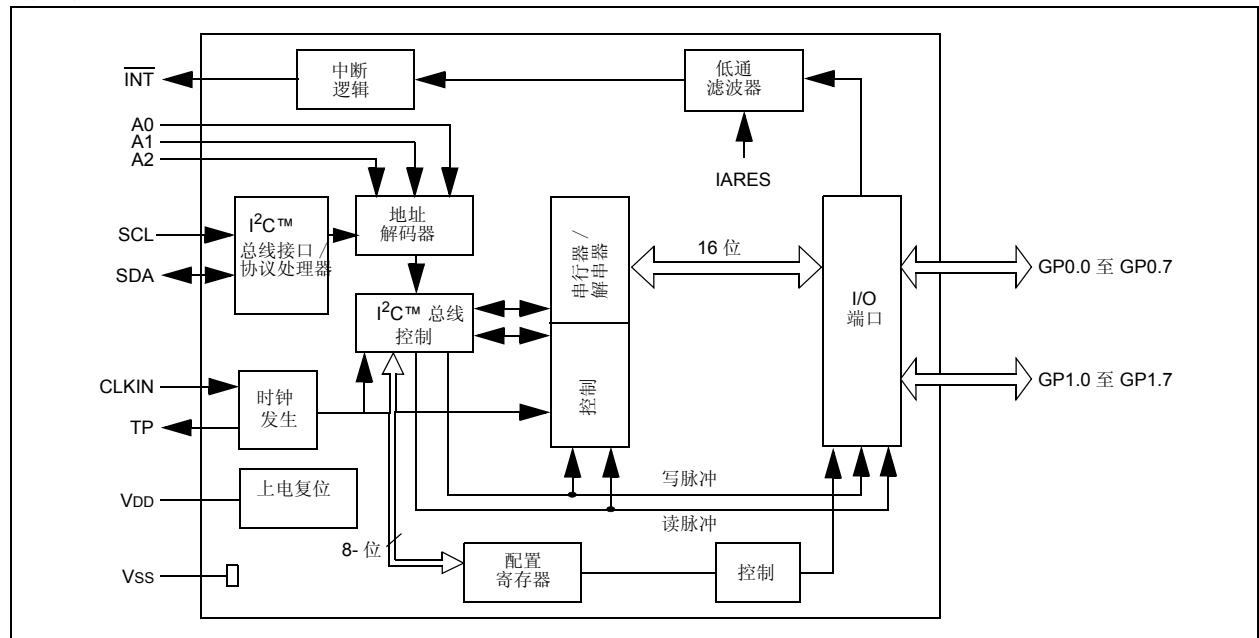 INT
中断
逻辑
低通
滤波器
A0
A1
A2
IARES
SCL
SDA
I²C™
总线接口 /
协议处理器
地址
解码器
串行器 /
解串器
16 位
I/O
端口
GP0.0 至 GP0.7
I²C™ 总线
控制
CLKIN
TP
时钟
发生
控制
GP1.0 至 GP1.7
VDD
上电复位
写脉冲
读脉冲
8- 位
VSS
配置
寄存器
控制